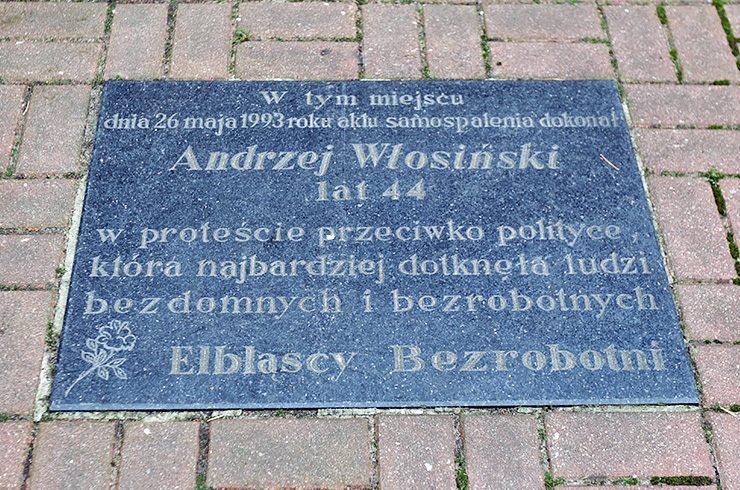 W tym miejscu
dnia 26 maja 1993 roku aktu samospalenia dokonał
Andrzej Włosiński
lat 44
w proteście przeciwko polityce,
która najbardziej dotknęła ludzi
bezdomnych i bezrobotnych
Elbląscy Bezrobotni